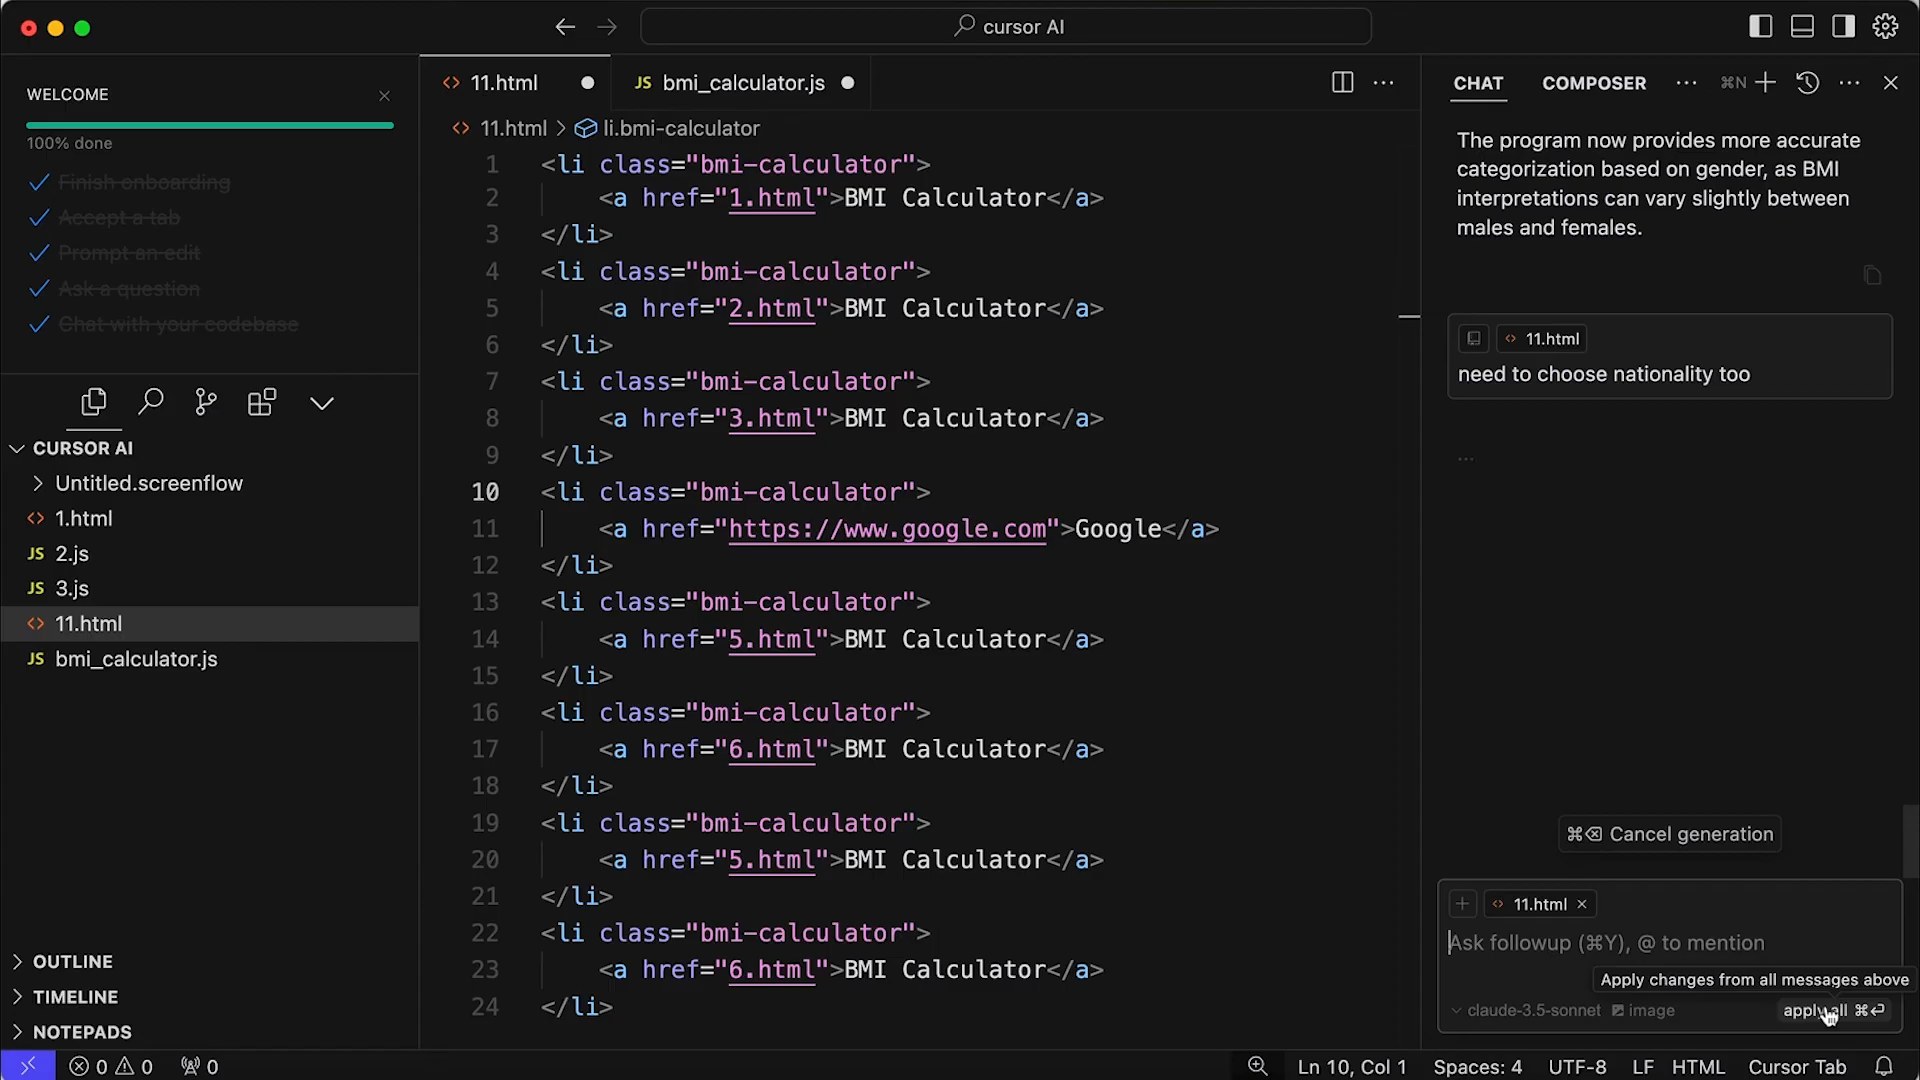 cursor AI
WELCOME
100% done
Finish onboarding
Accept a tab
Prompt an edit
Ask a question
Chat with your codebase
CURSOR AI
Untitled.screenflow
1.html
JS 2.js
JS 3.js
11.html
JS bmi_calculator.js
OUTLINE
TIMELINE
NOTEPADS
11.html
JS bmi_calculator.js
11.html > li.bmi-calculator
1 <li class="bmi-calculator">
2 <a href="1.html">BMI Calculator</a>
3 </li>
4 <li class="bmi-calculator">
5 <a href="2.html">BMI Calculator</a>
6 </li>
7 <li class="bmi-calculator">
8 <a href="3.html">BMI Calculator</a>
9 </li>
10 <li class="bmi-calculator">
11 <a href="https://www.google.com">Google</a>
12 </li>
13 <li class="bmi-calculator">
14 <a href="5.html">BMI Calculator</a>
15 </li>
16 <li class="bmi-calculator">
17 <a href="6.html">BMI Calculator</a>
18 </li>
19 <li class="bmi-calculator">
20 <a href="5.html">BMI Calculator</a>
21 </li>
22 <li class="bmi-calculator">
23 <a href="6.html">BMI Calculator</a>
24 </li>
CHAT COMPOSER ··· ⌘N
The program now provides more accurate
categorization based on gender, as BMI
interpretations can vary slightly between
males and females.
11.html
need to choose nationality too
...
⌘⌫ Cancel generation
11.html ×
Ask followup (⌘Y), @ to mention
Apply changes from all messages above
claude-3.5-sonnet image apply all ⌘⏎
0 0 0 Ln 10, Col 1 Spaces: 4 UTF-8 LF HTML Cursor Tab